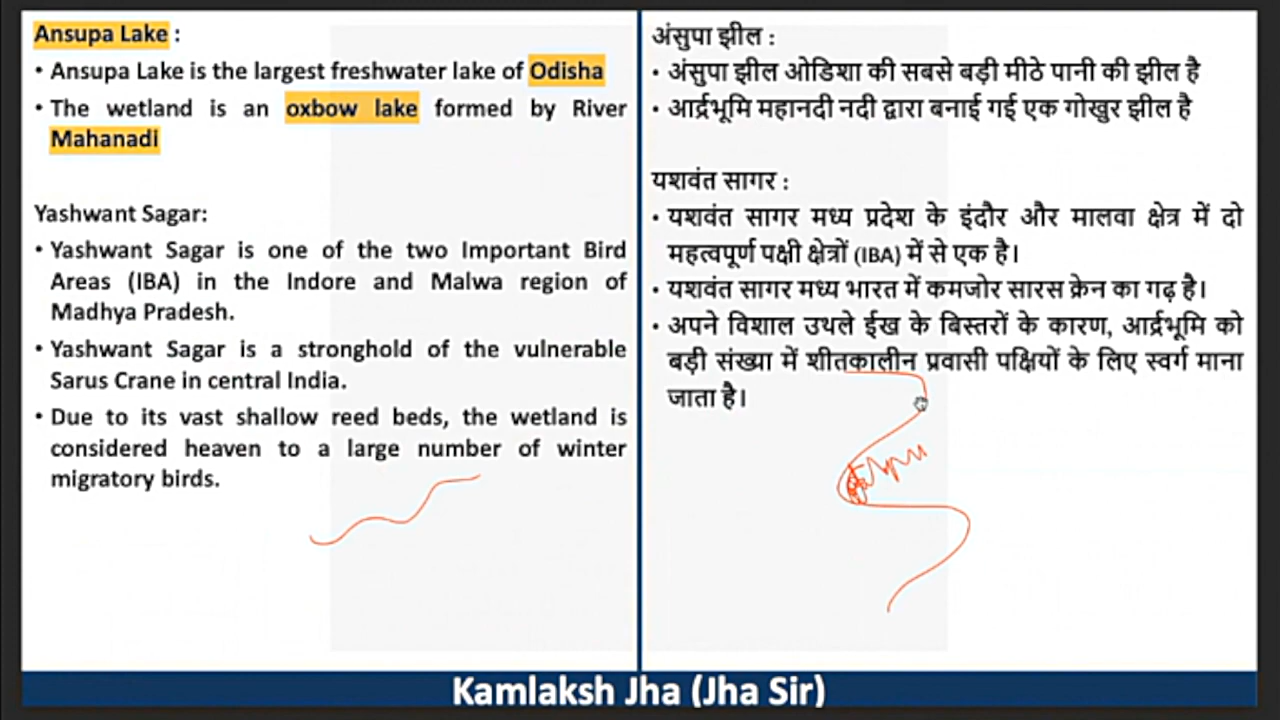 Ansupa Lake :
• Ansupa Lake is the largest freshwater lake of Odisha
• The wetland is an oxbow lake formed by River
Mahanadi
Yashwant Sagar:
• Yashwant Sagar is one of the two Important Bird
Areas (IBA) in the Indore and Malwa region of
Madhya Pradesh.
• Yashwant Sagar is a stronghold of the vulnerable
Sarus Crane in central India.
• Due to its vast shallow reed beds, the wetland is
considered heaven to a large number of winter
migratory birds.
अंसुपा झील :
• अंसुपा झील ओडिशा की सबसे बड़ी मीठे पानी की झील है
• आर्द्रभूमि महानदी नदी द्वारा बनाई गई एक गोखुर झील है
यशवंत सागर :
• यशवंत सागर मध्य प्रदेश के इंदौर और मालवा क्षेत्र में दो
महत्वपूर्ण पक्षी क्षेत्रों (IBA) में से एक है।
• यशवंत सागर मध्य भारत में कमजोर सारस क्रेन का गढ़ है।
• अपने विशाल उथले ईख के बिस्तरों के कारण, आर्द्रभूमि को
बड़ी संख्या में शीतकालीन प्रवासी पक्षियों के लिए स्वर्ग माना
जाता है।
Kamlaksh Jha (Jha Sir)